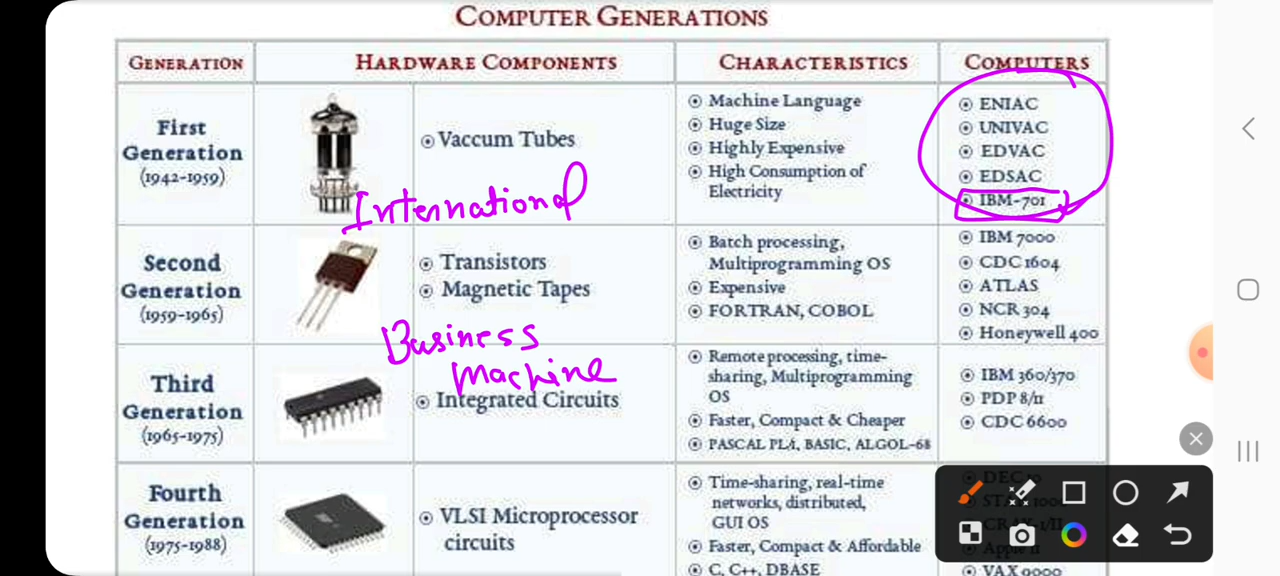 COMPUTER GENERATIONS
GENERATION HARDWARE COMPONENTS CHARACTERISTICS COMPUTERS
First
Generation
(1942-1959)
Vaccum Tubes
Machine Language
Huge Size
Highly Expensive
High Consumption of
Electricity
ENIAC
UNIVAC
EDVAC
EDSAC
IBM-701
International
Second
Generation
(1959-1965)
Transistors
Magnetic Tapes
Batch processing,
Multiprogramming OS
Expensive
FORTRAN, COBOL
IBM 7000
CDC 1604
ATLAS
NCR 304
Honeywell 400
Business
Machine
Third
Generation
(1965-1975)
Integrated Circuits
Remote processing, time-
sharing, Multiprogramming
OS
Faster, Compact & Cheaper
PASCAL PL/1, BASIC, ALGOL-68
IBM 360/370
PDP 8/11
CDC 6600
Fourth
Generation
(1975-1988)
VLSI Microprocessor
circuits
Time-sharing, real-time
networks, distributed,
GUI OS
Faster, Compact & Affordable
C, C++, DBASE
DEC 10
Apple II
VAX 9000